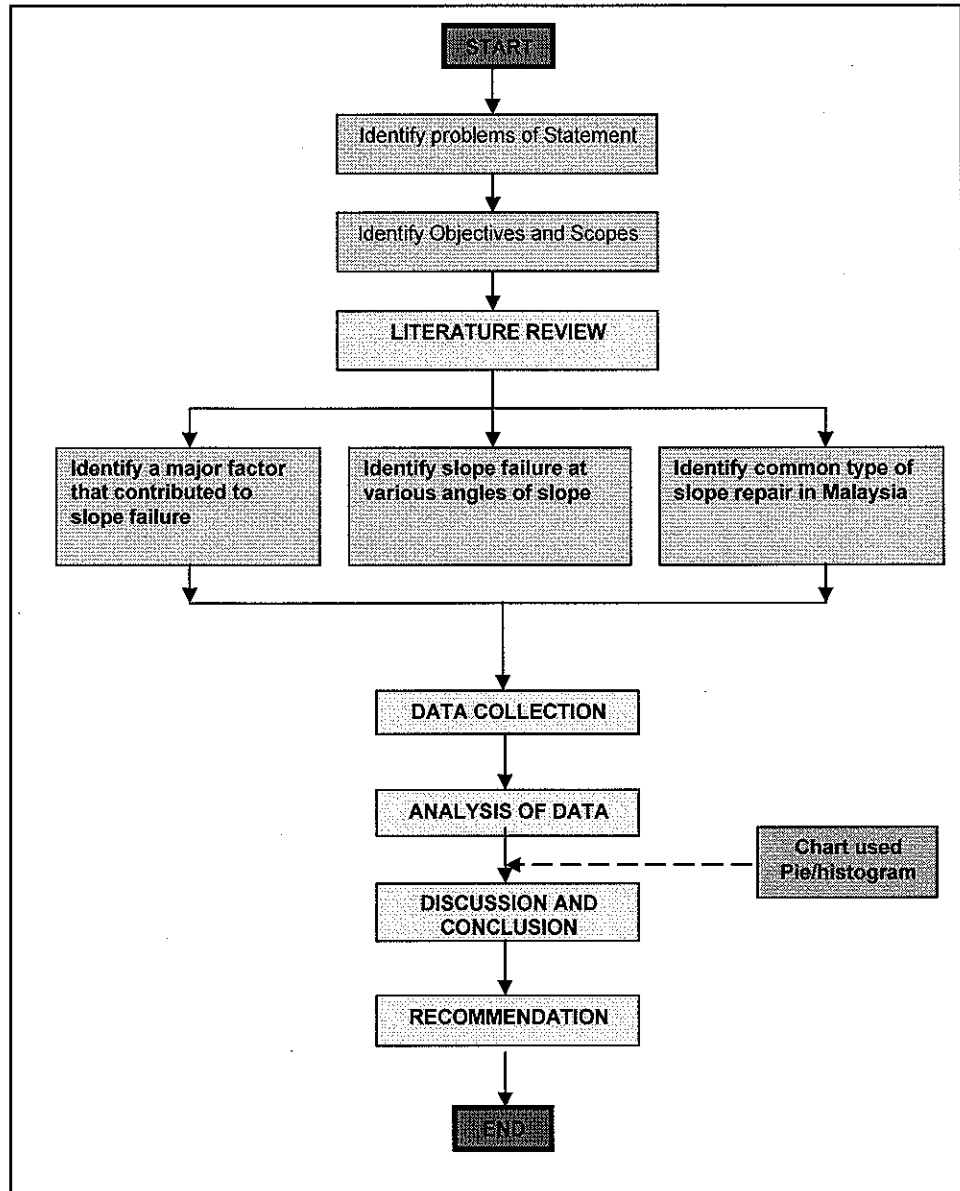 START
Identify problems of Statement
Identify Objectives and Scopes
LITERATURE REVIEW
Identify a major factor
that contributed to
slope failure
Identify slope failure at
various angles of slope
Identify common type of
slope repair in Malaysia
DATA COLLECTION
ANALYSIS OF DATA
Chart used
Pie/histogram
DISCUSSION AND
CONCLUSION
RECOMMENDATION
END